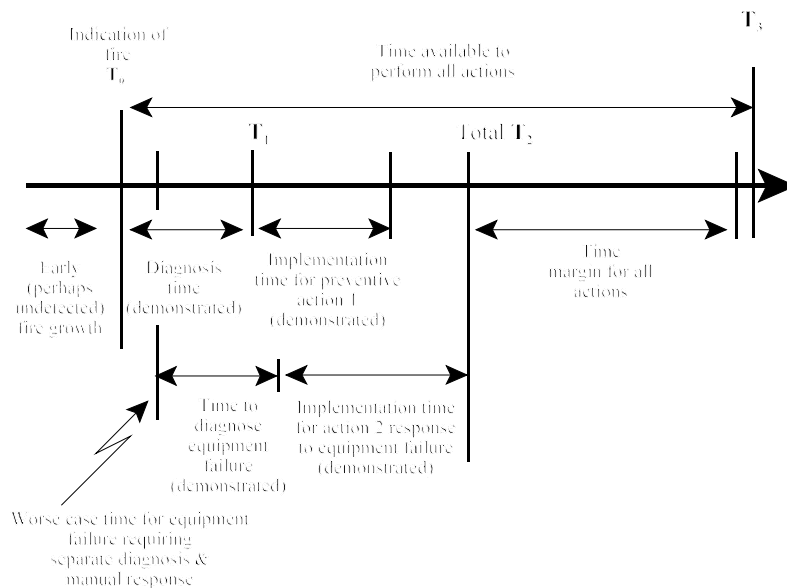 Indication of
fire
T₀
Time available to
perform all actions
T₃
T₁
Total T₂
Early
(perhaps
undetected)
fire growth
Diagnosis
time
(demonstrated)
Implementation
time for preventive
action 1
(demonstrated)
Time
margin for all
actions
Time to
diagnose
equipment
failure
(demonstrated)
Implementation time
for action 2 response
to equipment failure
(demonstrated)
Worse case time for equipment
failure requiring
separate diagnosis &
manual response